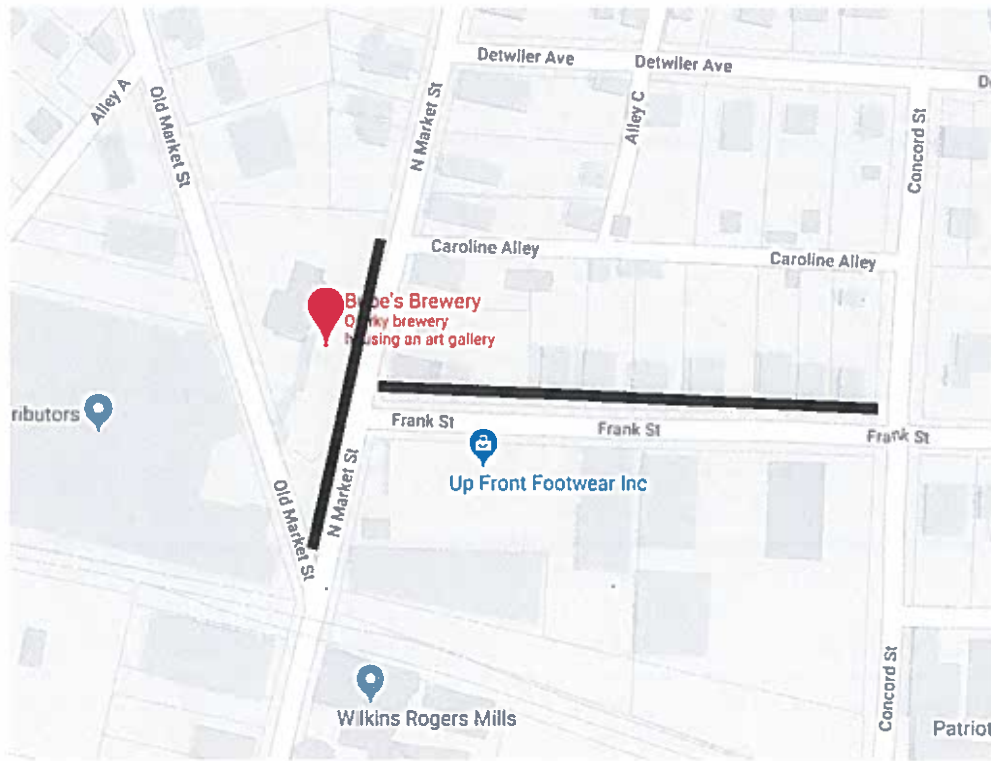 Detwiler Ave
Detwiler Ave
Alley A
Old Market St
N Market St
Alley C
Concord St
Caroline Alley
Caroline Alley
Brewery
brewery
an art gallery
ributors
Frank St
Frank St
Frank St
Up Front Footwear Inc
Old Market St
N Market St
Wilkins Rogers Mills
Concord St
Patriot